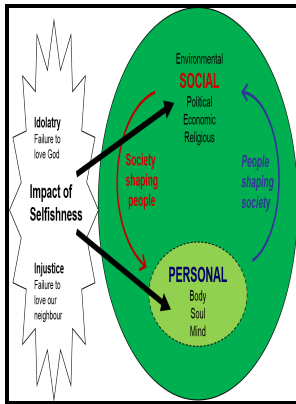 Idolatry
Failure to
love God
Impact of
Selfishness
Injustice
Failure to
love our
neighbour
Environmental
SOCIAL
Political
Economic
Religious
Society
shaping
people
People
shaping
society
PERSONAL
Body
Soul
Mind